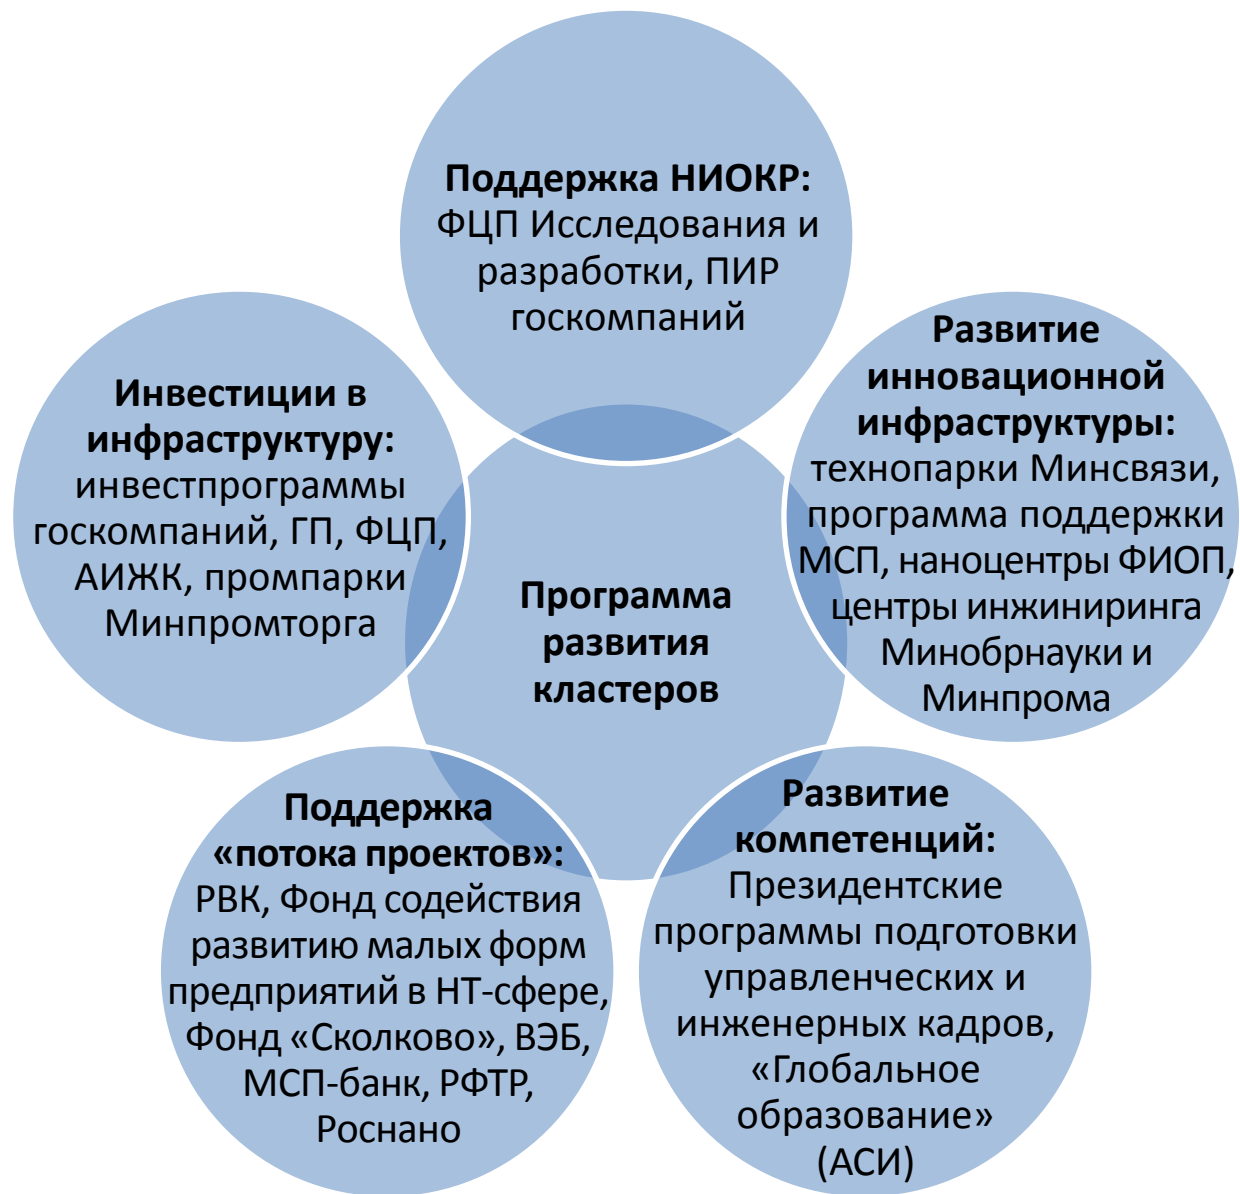 Поддержка НИОКР:
ФЦП Исследования и
разработки, ПИР
госкомпаний
Развитие
инновационной
инфраструктуры:
технопарки Минсвязи,
программа поддержки
МСП, наноцентры ФИОП,
центры инжиниринга
Минобрнауки и
Минпрома
Инвестиции в
инфраструктуру:
инвестпрограммы
госкомпаний, ГП, ФЦП,
АИЖК, промпарки
Минпромторга
Программа
развития
кластеров
Поддержка
«потока проектов»:
РВК, Фонд содействия
развитию малых форм
предприятий в НТ-сфере,
Фонд «Сколково», ВЭБ,
МСП-банк, РФТР,
Роснано
Развитие
компетенций:
Президентские
программы подготовки
управленческих и
инженерных кадров,
«Глобальное
образование»
(АСИ)